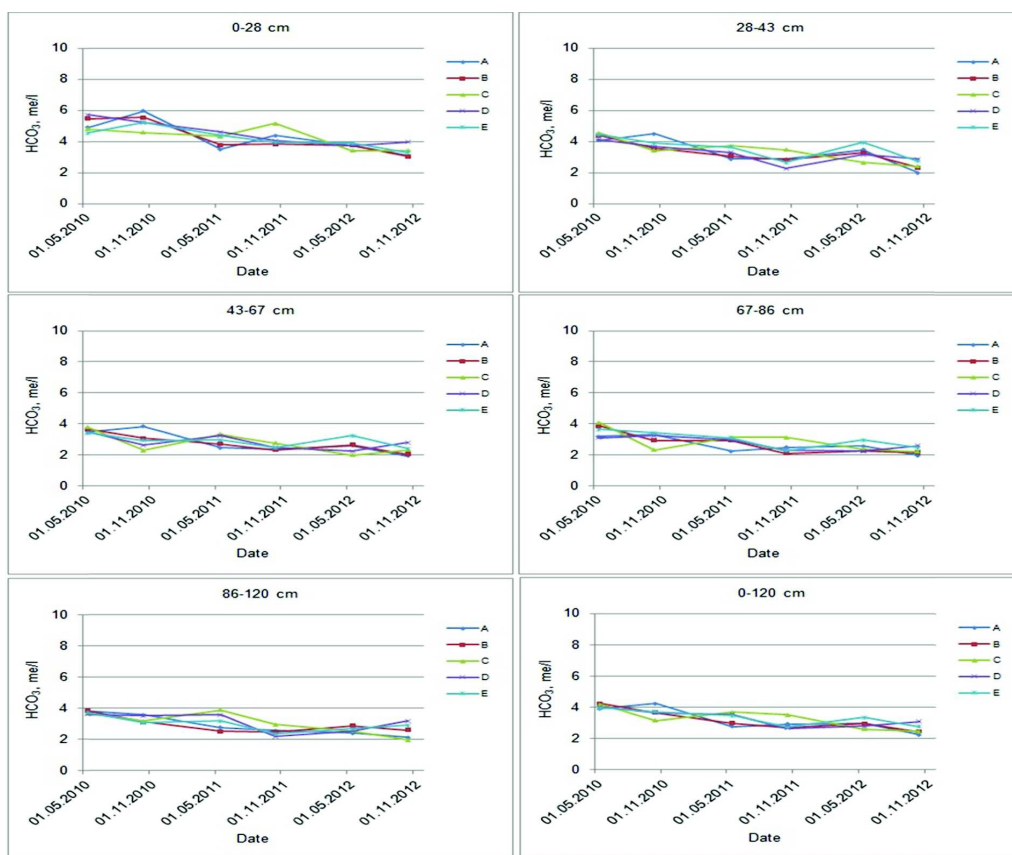 0-28 cm
10
8
6
4
2
0
HCO3, me/l
01.05.2010
01.11.2010
01.05.2011
01.11.2011
01.05.2012
01.11.2012
Date
A
B
C
D
E
28-43 cm
10
8
6
4
2
0
HCO3, me/l
01.05.2010
01.11.2010
01.05.2011
01.11.2011
01.05.2012
01.11.2012
Date
A
B
C
D
E
43-67 cm
10
8
6
4
2
0
HCO3, me/l
01.05.2010
01.11.2010
01.05.2011
01.11.2011
01.05.2012
01.11.2012
Date
A
B
C
D
E
67-86 cm
10
8
6
4
2
0
HCO3, me/l
01.05.2010
01.11.2010
01.05.2011
01.11.2011
01.05.2012
01.11.2012
Date
A
B
C
D
E
86-120 cm
10
8
6
4
2
0
HCO3, me/l
01.05.2010
01.11.2010
01.05.2011
01.11.2011
01.05.2012
01.11.2012
Date
A
B
C
D
E
0-120 cm
10
8
6
4
2
0
HCO3, me/l
01.05.2010
01.11.2010
01.05.2011
01.11.2011
01.05.2012
01.11.2012
Date
A
B
C
D
E